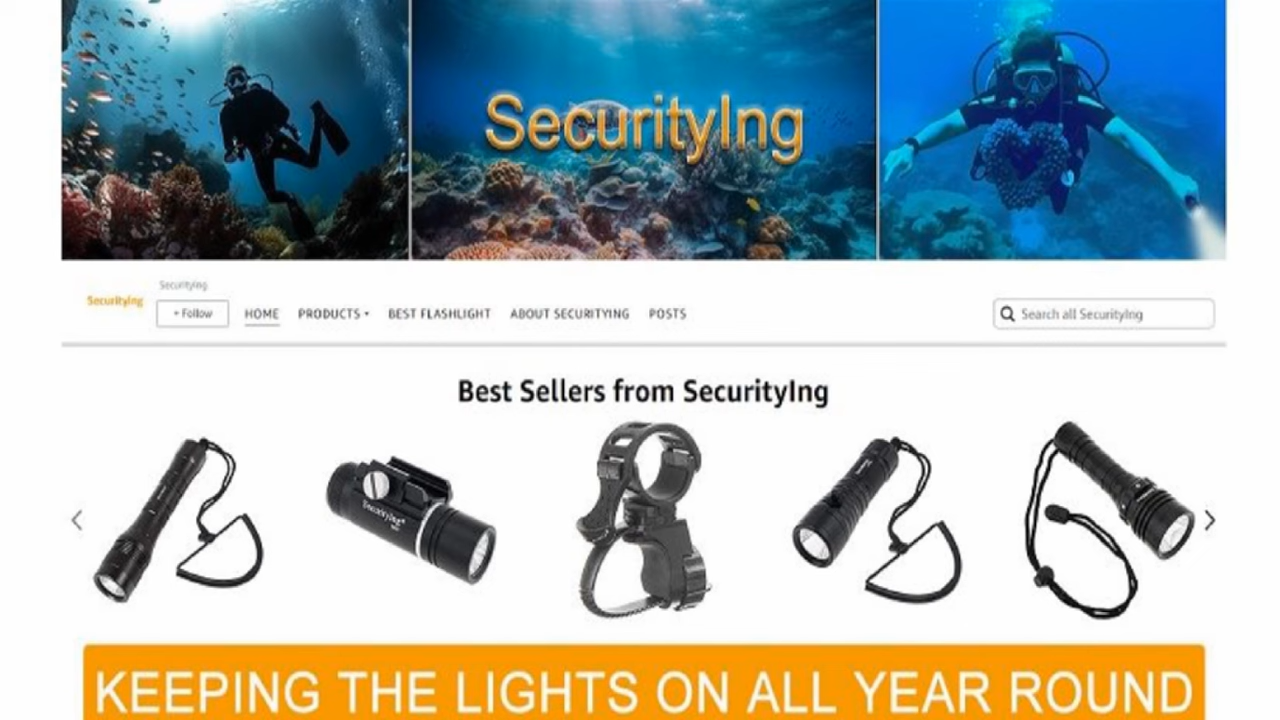 SecurityIng
SecurityIng
SecurityIng
+ Follow
HOME
PRODUCTS
BEST FLASHLIGHT
ABOUT SECURITYING
POSTS
Search all SecurityIng
Best Sellers from SecurityIng
SecurityIng®
KEEPING THE LIGHTS ON ALL YEAR ROUND